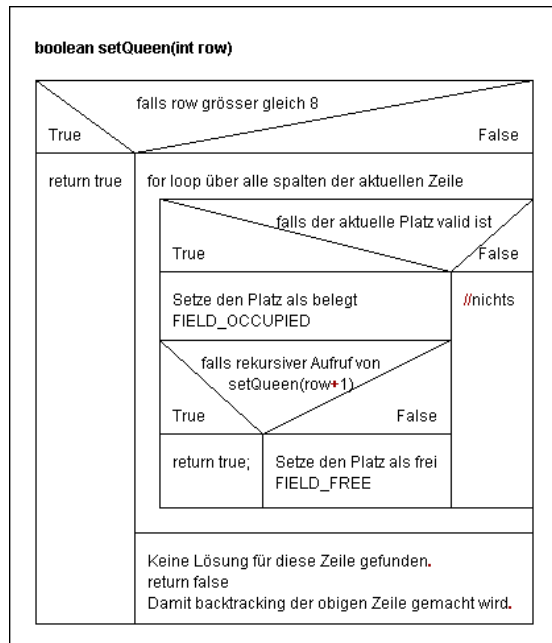 boolean setQueen(int row)
falls row grösser gleich 8
True
False
return true
for loop über alle spalten der aktuellen Zeile
falls der aktuelle Platz valid ist
True
False
Setze den Platz als belegt
FIELD_OCCUPIED
//nichts
falls rekursiver Aufruf von
setQueen(row+1)
True
False
return true;
Setze den Platz als frei
FIELD_FREE
Keine Lösung für diese Zeile gefunden.
return false
Damit backtracking der obigen Zeile gemacht wird.